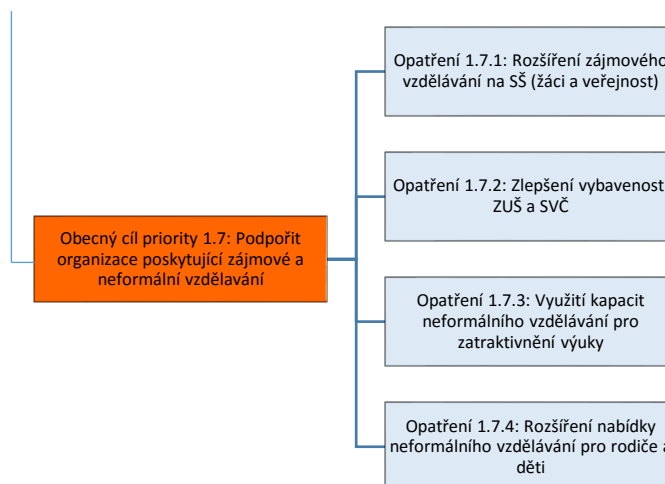 Opatření 1.7.1: Rozšíření zájmového
vzdělávání na SŠ (žáci a veřejnost)
Opatření 1.7.2: Zlepšení vybavenosti
ZUŠ a SVČ
Obecný cíl priority 1.7: Podpořit
organizace poskytující zájmové a
neformální vzdělavání
Opatření 1.7.3: Využití kapacit
neformálního vzdělávání pro
zatraktivnění výuky
Opatření 1.7.4: Rozšíření nabídky
neformálního vzdělávání pro rodiče a
děti